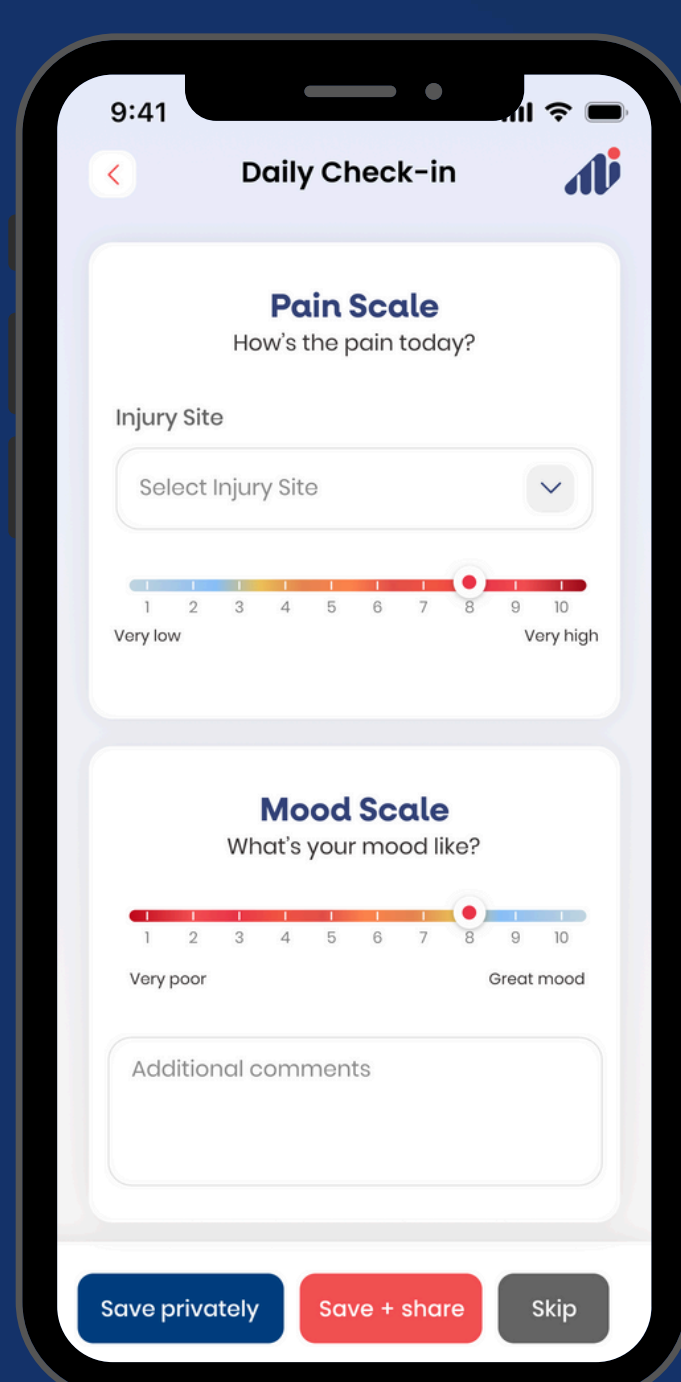 9:41
Daily Check-in
Pain Scale
How's the pain today?
Injury Site
Select Injury Site
1 2 3 4 5 6 7 8 9 10
Very low Very high
Mood Scale
What's your mood like?
1 2 3 4 5 6 7 8 9 10
Very poor Great mood
Additional comments
Save privately Save + share Skip